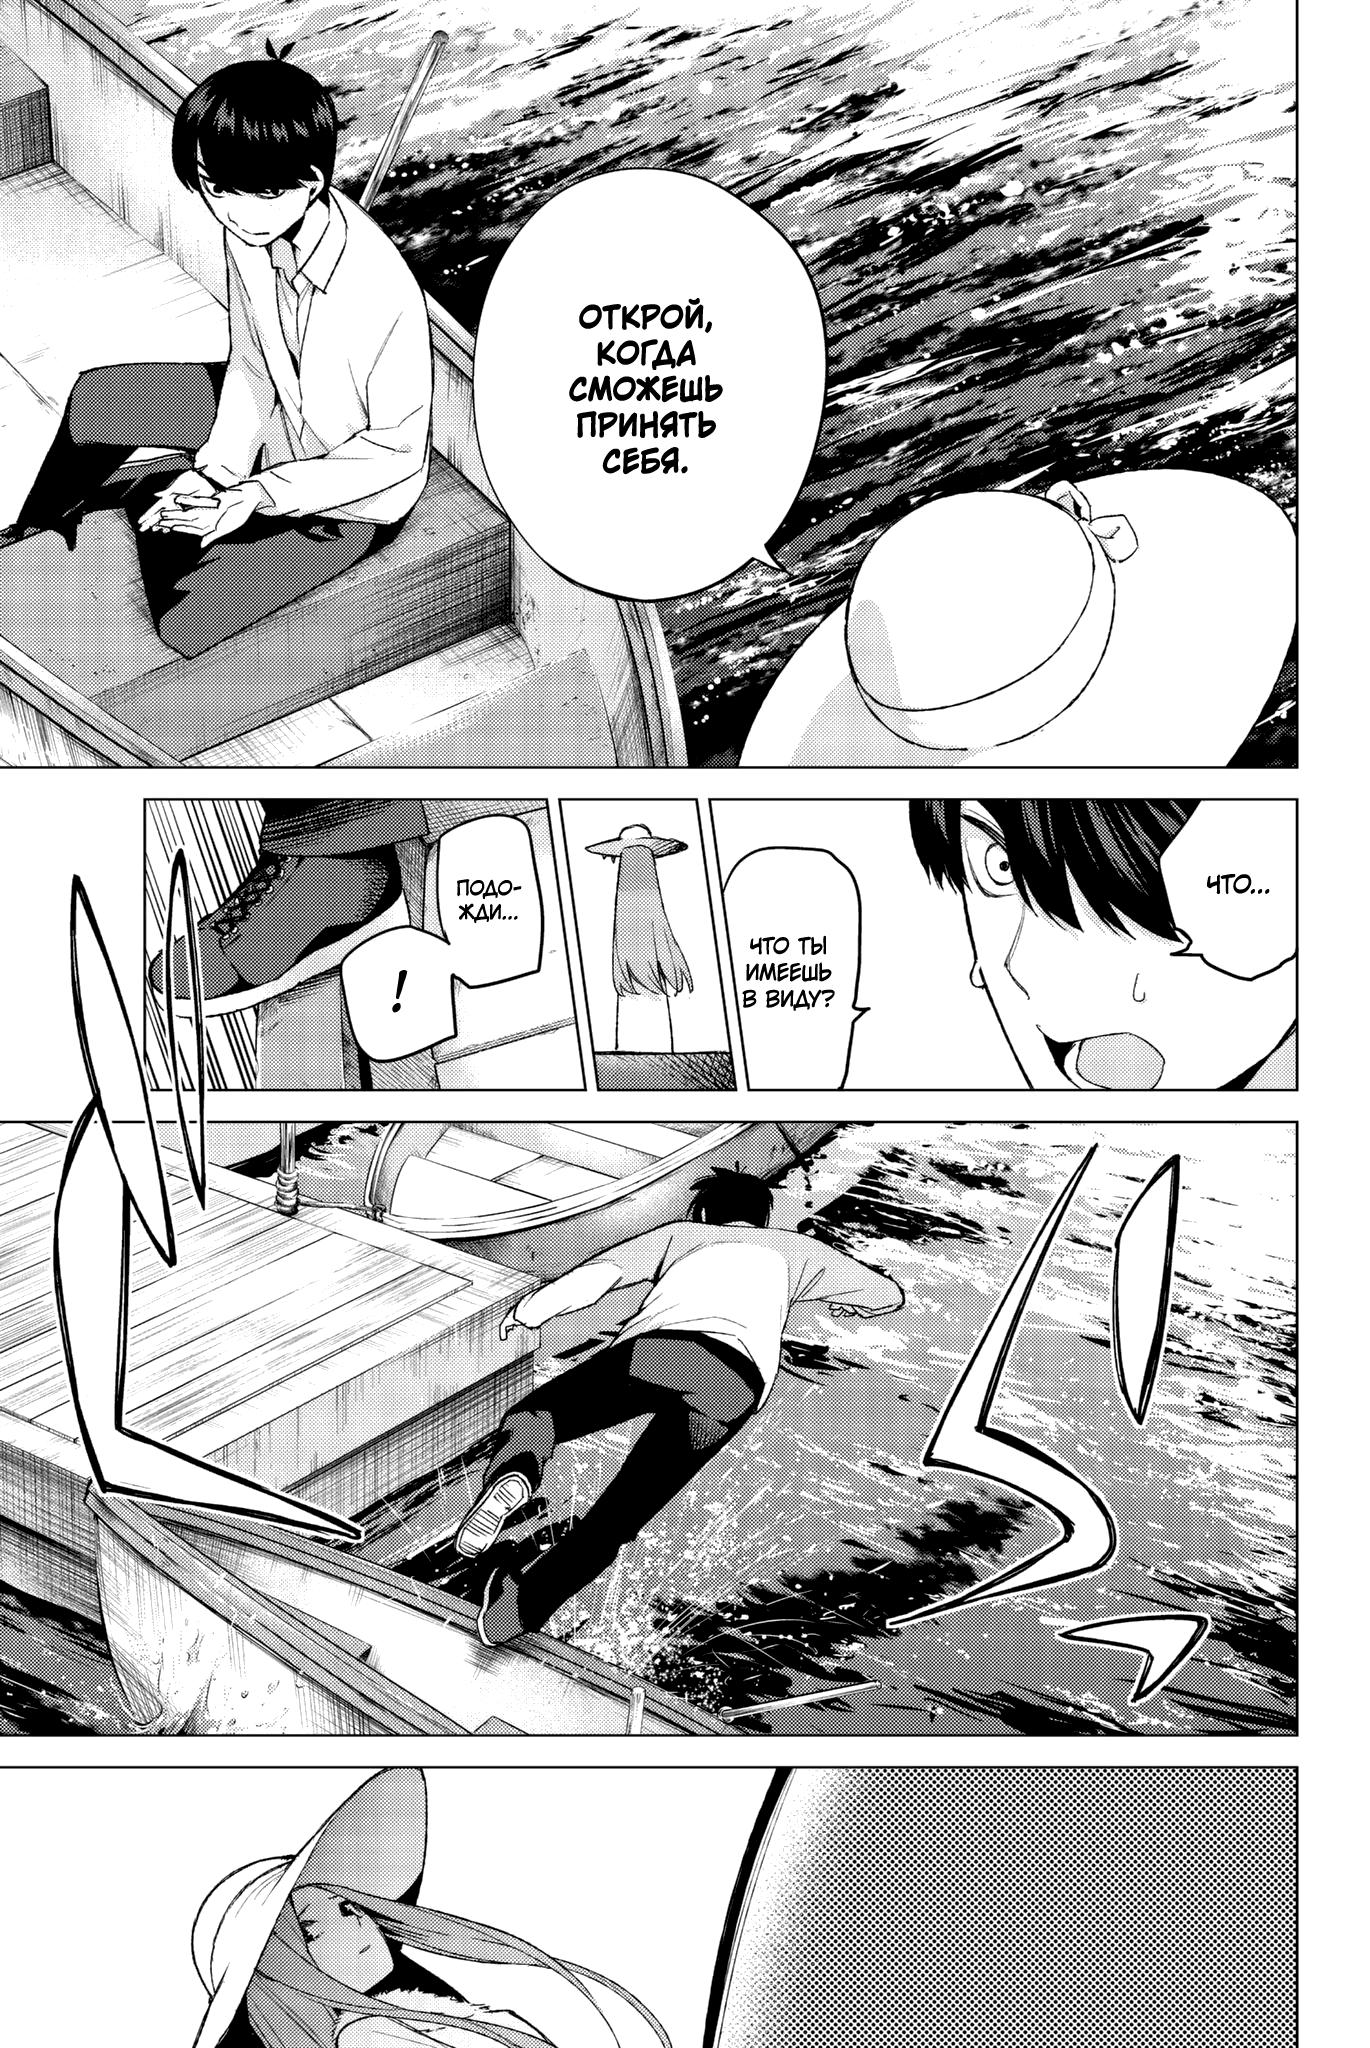 ОТКРОЙ,
КОГДА
СМОЖЕШЬ
ПРИНЯТЬ
СЕБЯ.
ЧТО...
ЧТО ТЫ
ИМЕЕШЬ
В ВИДУ?
ПОДО-
ЖДИ...
!